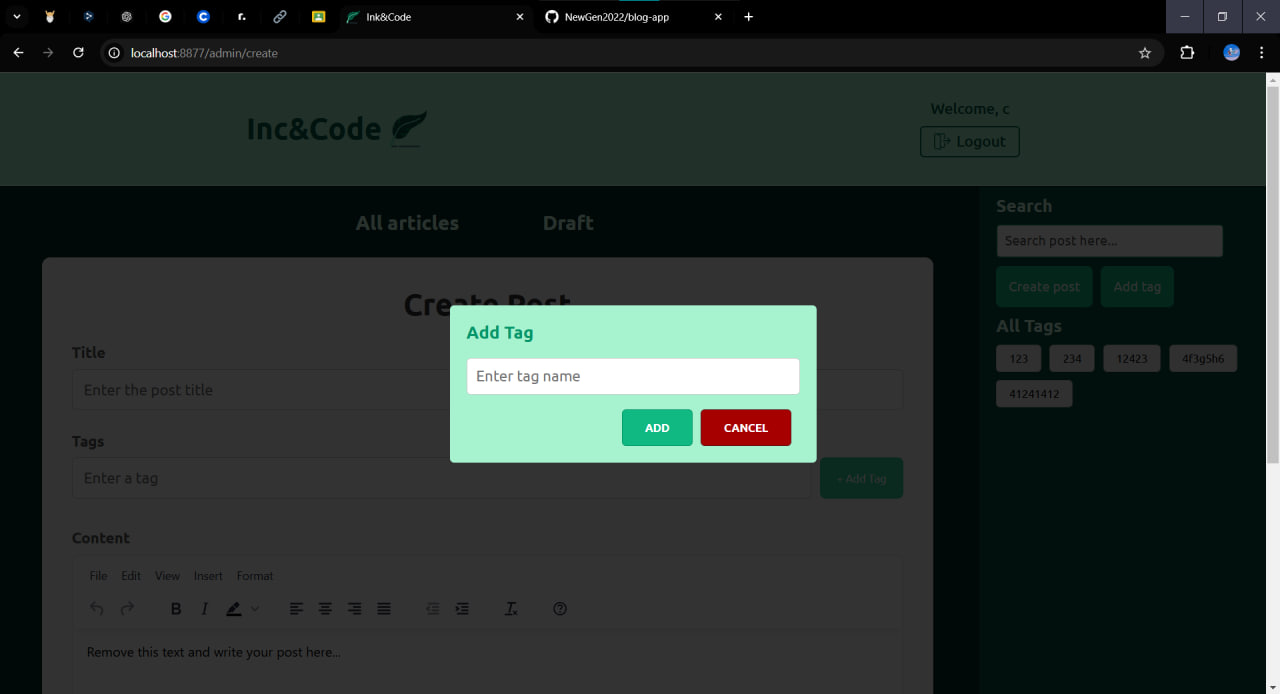 Ink&Code
NewGen2022/blog-app
localhost:8877/admin/create
Inc&Code
Welcome, c
Logout
All articles
Draft
Search
Search post here...
Create post
Add tag
All Tags
123
234
12423
4f3g5h6
41241412
Create Post
Title
Enter the post title
Tags
Enter a tag
+ Add Tag
Content
File Edit View Insert Format
B I
Remove this text and write your post here...
Add Tag
Enter tag name
ADD
CANCEL